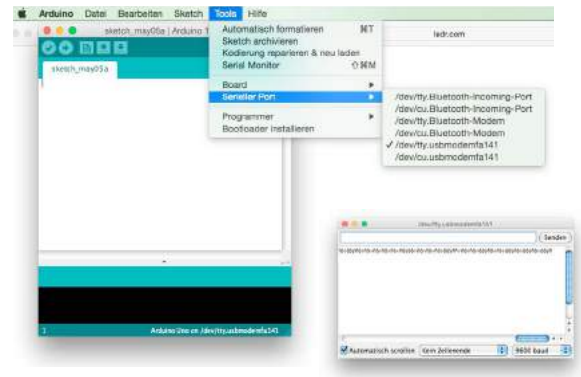 Arduino Datei Bearbeiten Sketch Tools Hilfe
sketch_may05a | Arduino 1
ledr.com
Automatisch formatieren ⌘T
Sketch archivieren
Kodierung reparieren & neu laden
Serial Monitor ⇧⌘M
Board
Serieller Port
Programmer
Bootloader installieren
/dev/tty.Bluetooth-Incoming-Port
/dev/cu.Bluetooth-Incoming-Port
/dev/tty.Bluetooth-Modem
/dev/cu.Bluetooth-Modem
✓ /dev/tty.usbmodemfa141
/dev/cu.usbmodemfa141
sketch_may05a
1
Arduino Uno on /dev/tty.usbmodemfa141
/dev/tty.usbmodemfa141
Senden
Automatisch scrollen
Kein Zeilenende
9600 baud